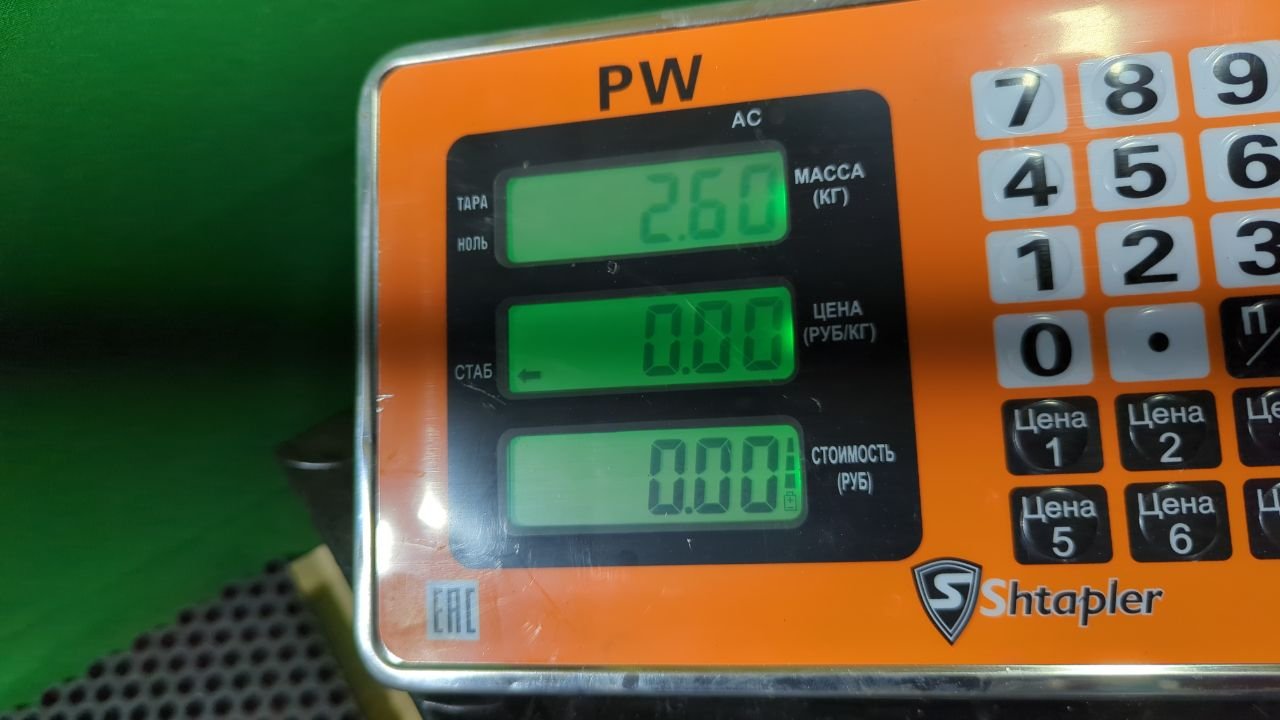 PW
AC
ТАРА
НОЛЬ
2.60
МАССА
(КГ)
СТАБ
0.00
ЦЕНА
(РУБ/КГ)
0.00
СТОИМОСТЬ
(РУБ)
7 8 9
4 5 6
1 2 3
0 .
Цена
1
Цена
2
Цена
5
Цена
6
EAC
S Shtapler